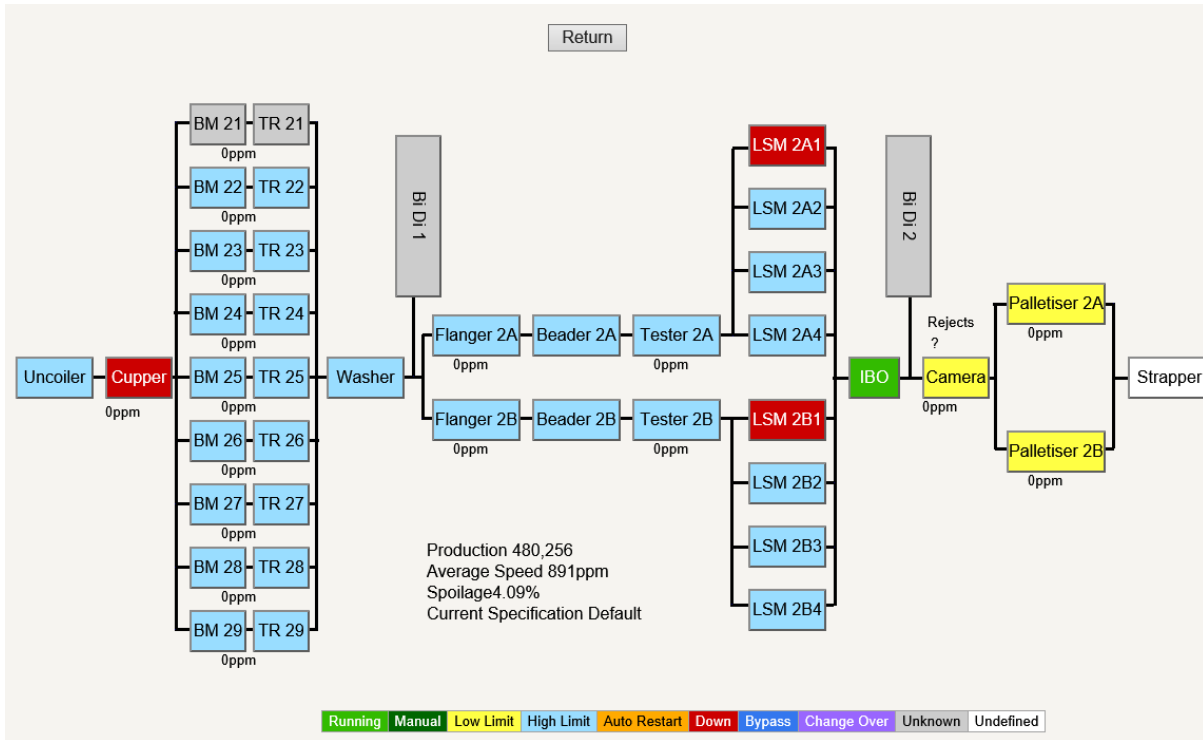 Return
BM 21 TR 21
0ppm
BM 22 TR 22
0ppm
BM 23 TR 23
0ppm
BM 24 TR 24
0ppm
BM 25 TR 25
0ppm
BM 26 TR 26
0ppm
BM 27 TR 27
0ppm
BM 28 TR 28
0ppm
BM 29 TR 29
0ppm
Uncoiler
Cupper
0ppm
Washer
Bi Di 1
Flanger 2A Beader 2A Tester 2A
0ppm 0ppm
Flanger 2B Beader 2B Tester 2B
0ppm 0ppm
LSM 2A1
LSM 2A2
LSM 2A3
LSM 2A4
LSM 2B1
LSM 2B2
LSM 2B3
LSM 2B4
IBO
Bi Di 2
Rejects
?
Camera
0ppm
Palletiser 2A
0ppm
Palletiser 2B
0ppm
Strapper
Production 480,256
Average Speed 891ppm
Spoilage4.09%
Current Specification Default
Running Manual Low Limit High Limit Auto Restart Down Bypass Change Over Unknown Undefined